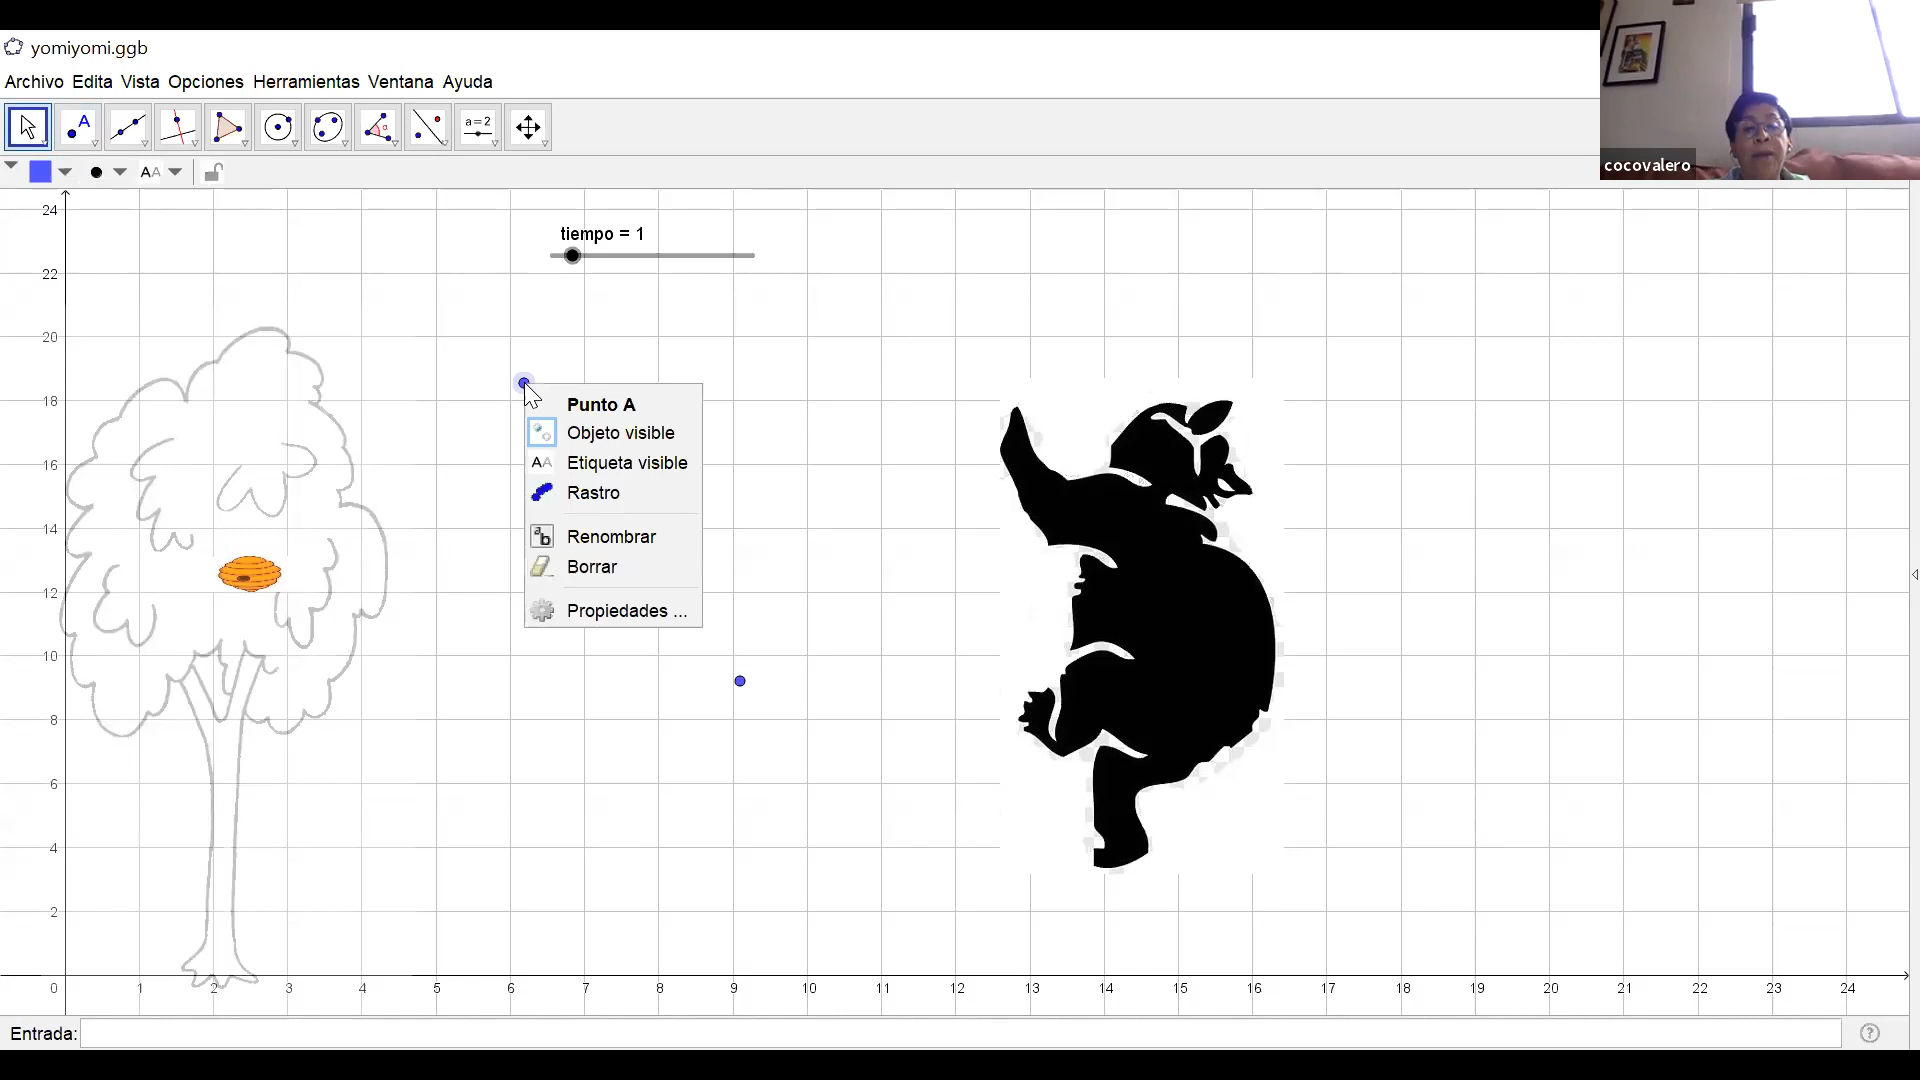 yomiyomi.ggb
Archivo Edita Vista Opciones Herramientas Ventana Ayuda
A
α
a=2
AA
cocovalero
tiempo = 1
Punto A
Objeto visible
AA Etiqueta visible
Rastro
ab Renombrar
Borrar
Propiedades ...
24
22
20
18
16
14
12
10
8
6
4
2
0 1 2 3 4 5 6 7 8 9 10 11 12 13 14 15 16 17 18 19 20 21 22 23 24
Entrada:
?